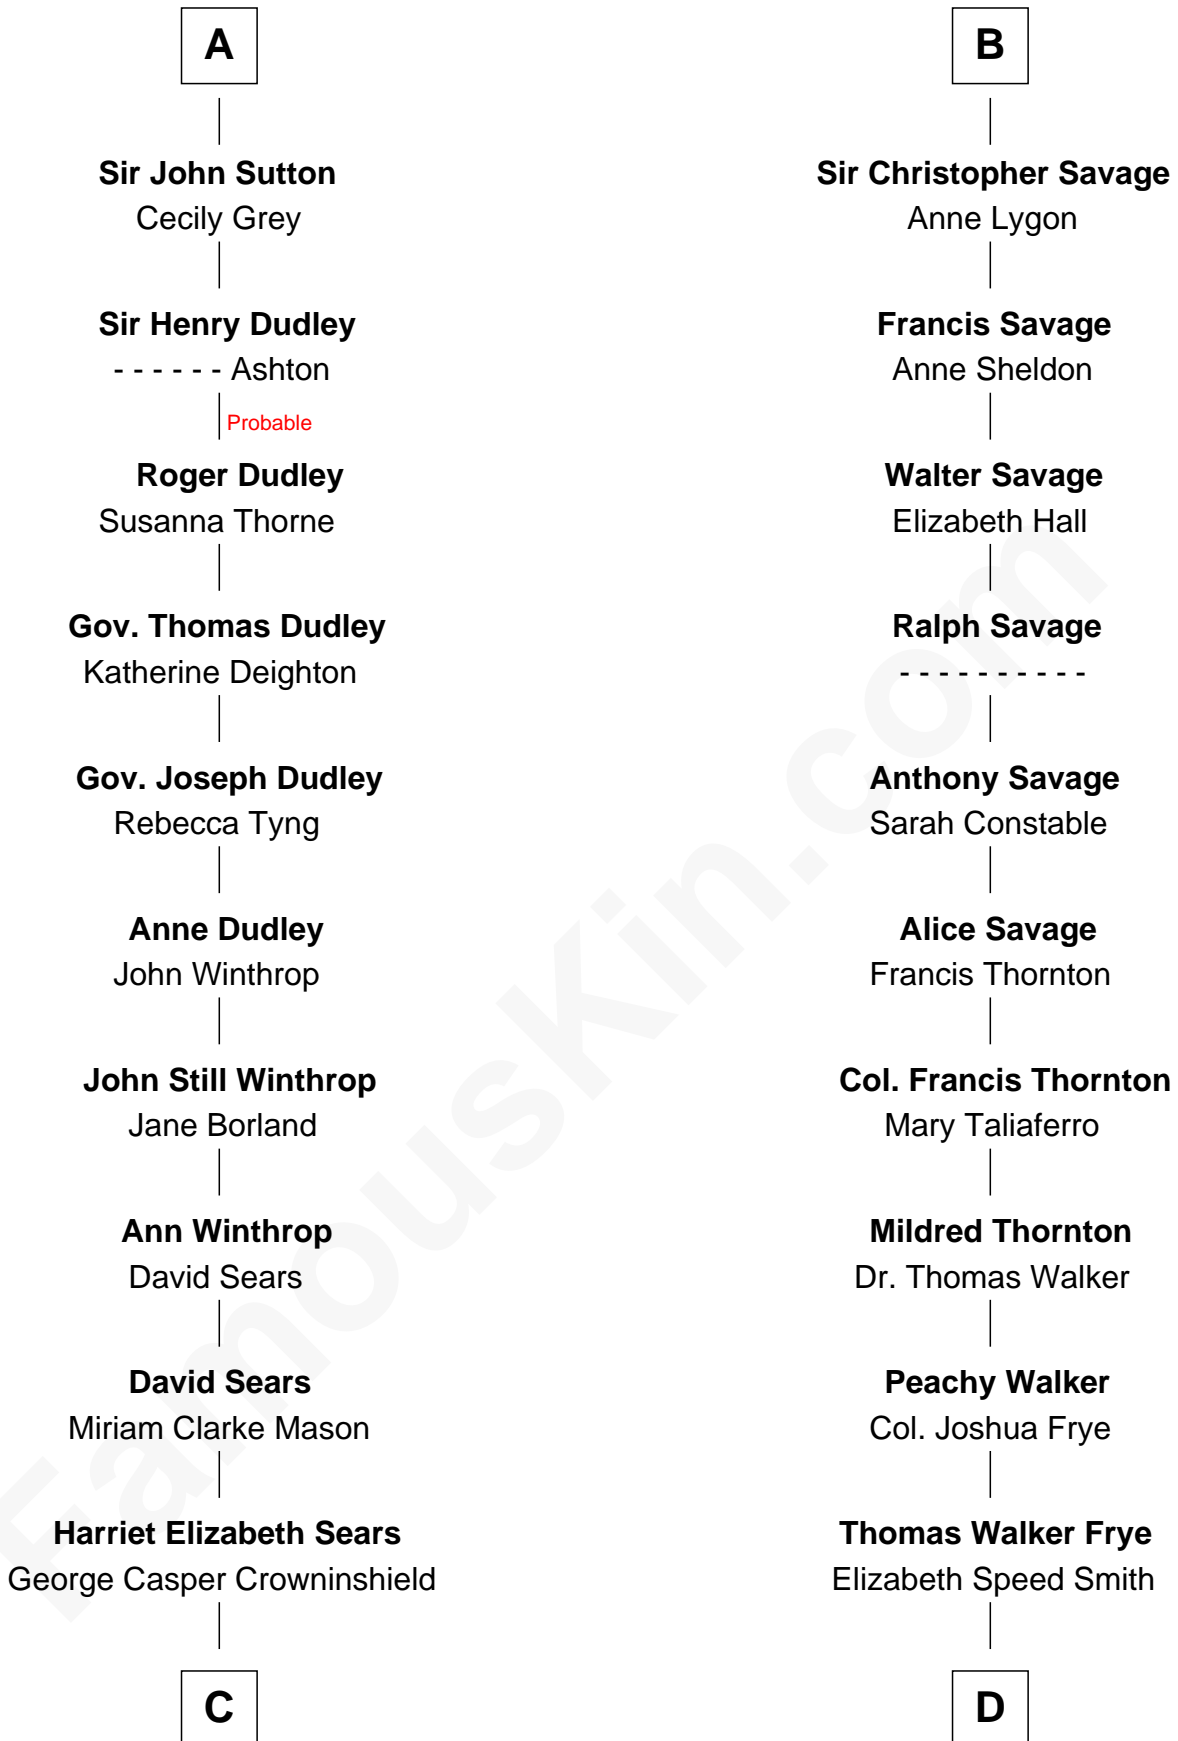 A
Sir John Sutton
Cecily Grey
Sir Henry Dudley
- - - - - - Ashton
Probable
Roger Dudley
Susanna Thorne
Gov. Thomas Dudley
Katherine Deighton
Gov. Joseph Dudley
Rebecca Tyng
Anne Dudley
John Winthrop
John Still Winthrop
Jane Borland
Ann Winthrop
David Sears
David Sears
Miriam Clarke Mason
Harriet Elizabeth Sears
George Casper Crowninshield
C
B
Sir Christopher Savage
Anne Lygon
Francis Savage
Anne Sheldon
Walter Savage
Elizabeth Hall
Ralph Savage
- - - - - - - - - -
Anthony Savage
Sarah Constable
Alice Savage
Francis Thornton
Col. Francis Thornton
Mary Taliaferro
Mildred Thornton
Dr. Thomas Walker
Peachy Walker
Col. Joshua Frye
Thomas Walker Frye
Elizabeth Speed Smith
D
FamousKin.com